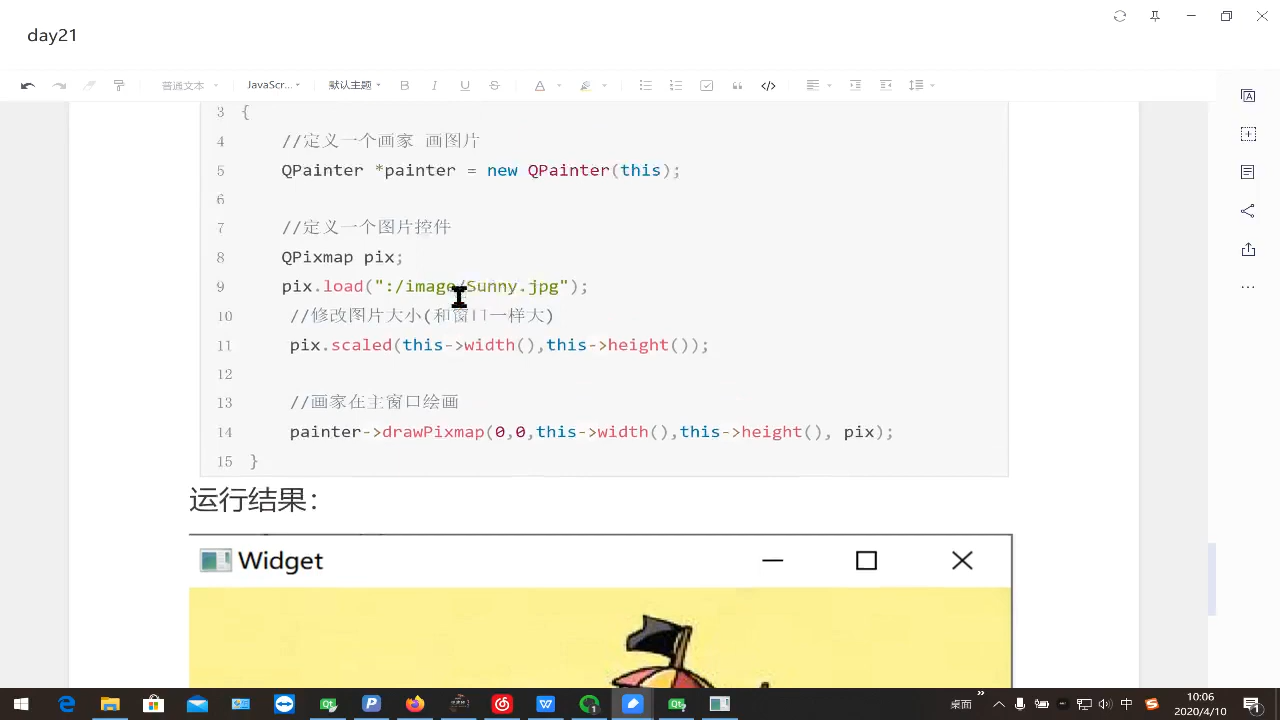 day21
普通文本
JavaScr...
默认主题
B
I
U
S
A
3 {
4 //定义一个画家 画图片
5 QPainter *painter = new QPainter(this);
6
7 //定义一个图片控件
8 QPixmap pix;
9 pix.load(":/image/Sunny.jpg");
10 //修改图片大小(和窗口一样大)
11 pix.scaled(this->width(),this->height());
12
13 //画家在主窗口绘画
14 painter->drawPixmap(0,0,this->width(),this->height(), pix);
15 }
运行结果：
Widget
桌面
中
10:06
2020/4/10